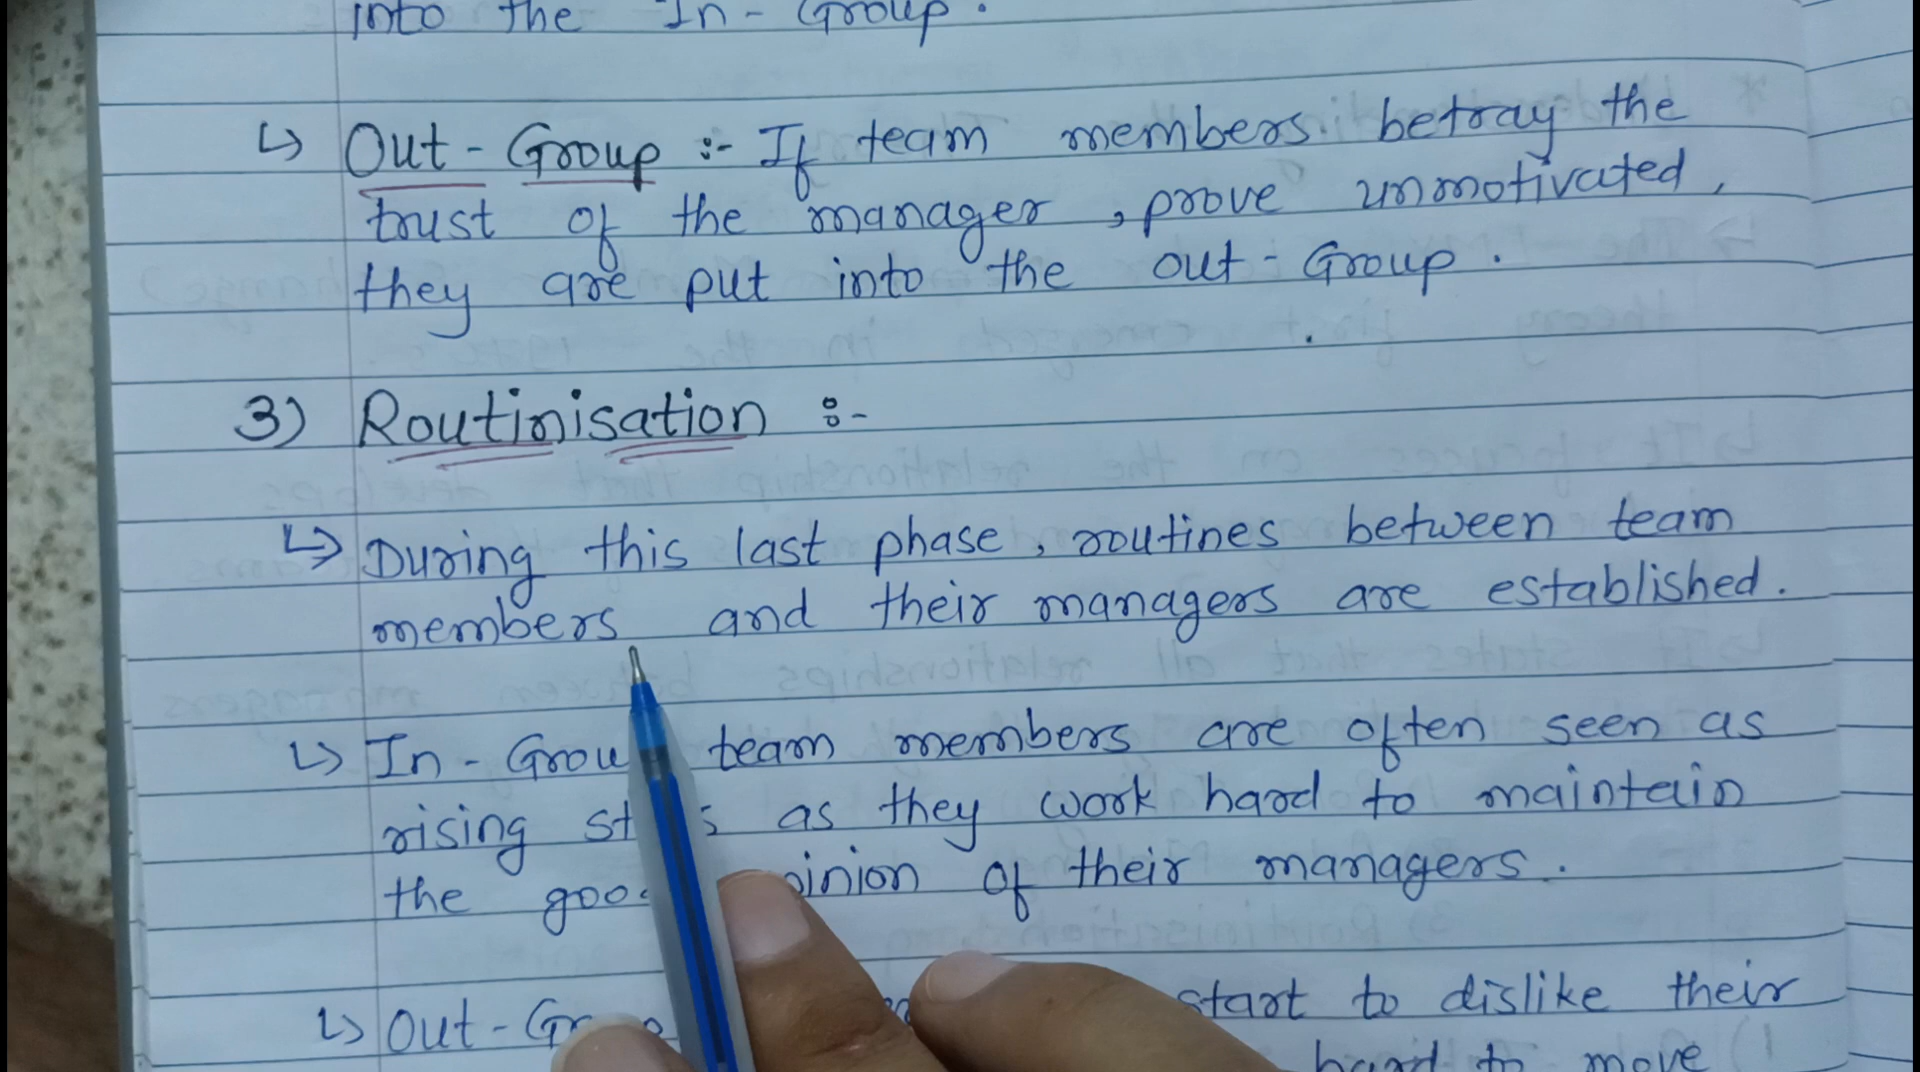 into the In - Group.
↳ Out - Group :- If team members betray the
trust of the manager, prove unmotivated,
they are put into the out - Group.
3) Routinisation :-
↳ During this last phase, routines between team
members and their managers are established.
↳ In - Grou team members are often seen as
rising st s as they work hard to maintain
the goo pinion of their managers.
↳ Out - start to dislike their
hard to move